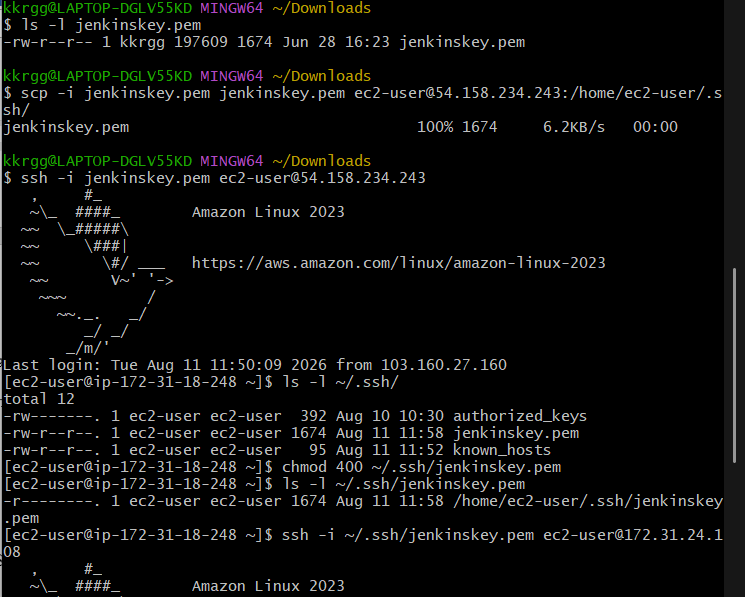 kkrgg@LAPTOP-DGLV55KD MINGW64 ~/Downloads
$ ls -l jenkinskey.pem
-rw-r--r-- 1 kkrgg 197609 1674 Jun 28 16:23 jenkinskey.pem

kkrgg@LAPTOP-DGLV55KD MINGW64 ~/Downloads
$ scp -i jenkinskey.pem jenkinskey.pem ec2-user@54.158.234.243:/home/ec2-user/.s
sh/
jenkinskey.pem                                100% 1674     6.2KB/s   00:00

kkrgg@LAPTOP-DGLV55KD MINGW64 ~/Downloads
$ ssh -i jenkinskey.pem ec2-user@54.158.234.243
   ,     #_
   ~\_  ####_        Amazon Linux 2023
  ~~  \_#####\
  ~~     \###|
  ~~       \#/ ___   https://aws.amazon.com/linux/amazon-linux-2023
   ~~       V~' '->
    ~~~         /
      ~~._.   _/
         _/ _/
       _/m/'
Last login: Tue Aug 11 11:50:09 2026 from 103.160.27.160
[ec2-user@ip-172-31-18-248 ~]$ ls -l ~/.ssh/
total 12
-rw-------. 1 ec2-user ec2-user  392 Aug 10 10:30 authorized_keys
-rw-r--r--. 1 ec2-user ec2-user 1674 Aug 11 11:58 jenkinskey.pem
-rw-r--r--. 1 ec2-user ec2-user   95 Aug 11 11:52 known_hosts
[ec2-user@ip-172-31-18-248 ~]$ chmod 400 ~/.ssh/jenkinskey.pem
[ec2-user@ip-172-31-18-248 ~]$ ls -l ~/.ssh/jenkinskey.pem
-r--------. 1 ec2-user ec2-user 1674 Aug 11 11:58 /home/ec2-user/.ssh/jenkinskey
.pem
[ec2-user@ip-172-31-18-248 ~]$ ssh -i ~/.ssh/jenkinskey.pem ec2-user@172.31.24.1
08
   ,     #_
   ~\_  ####_        Amazon Linux 2023